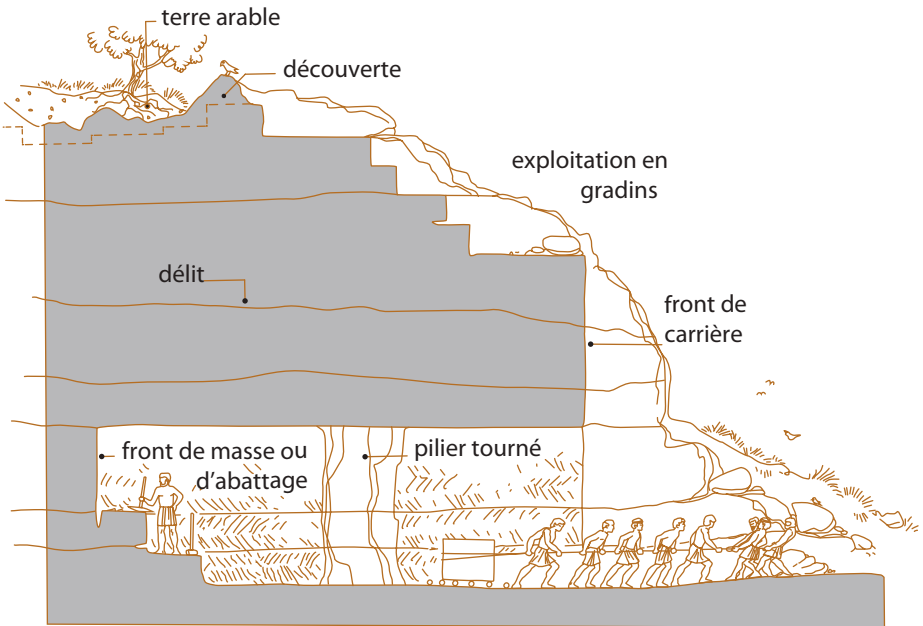 terre arable
découverte
exploitation en
gradins
délit
front de
carrière
front de masse ou
d’abattage
pilier tourné